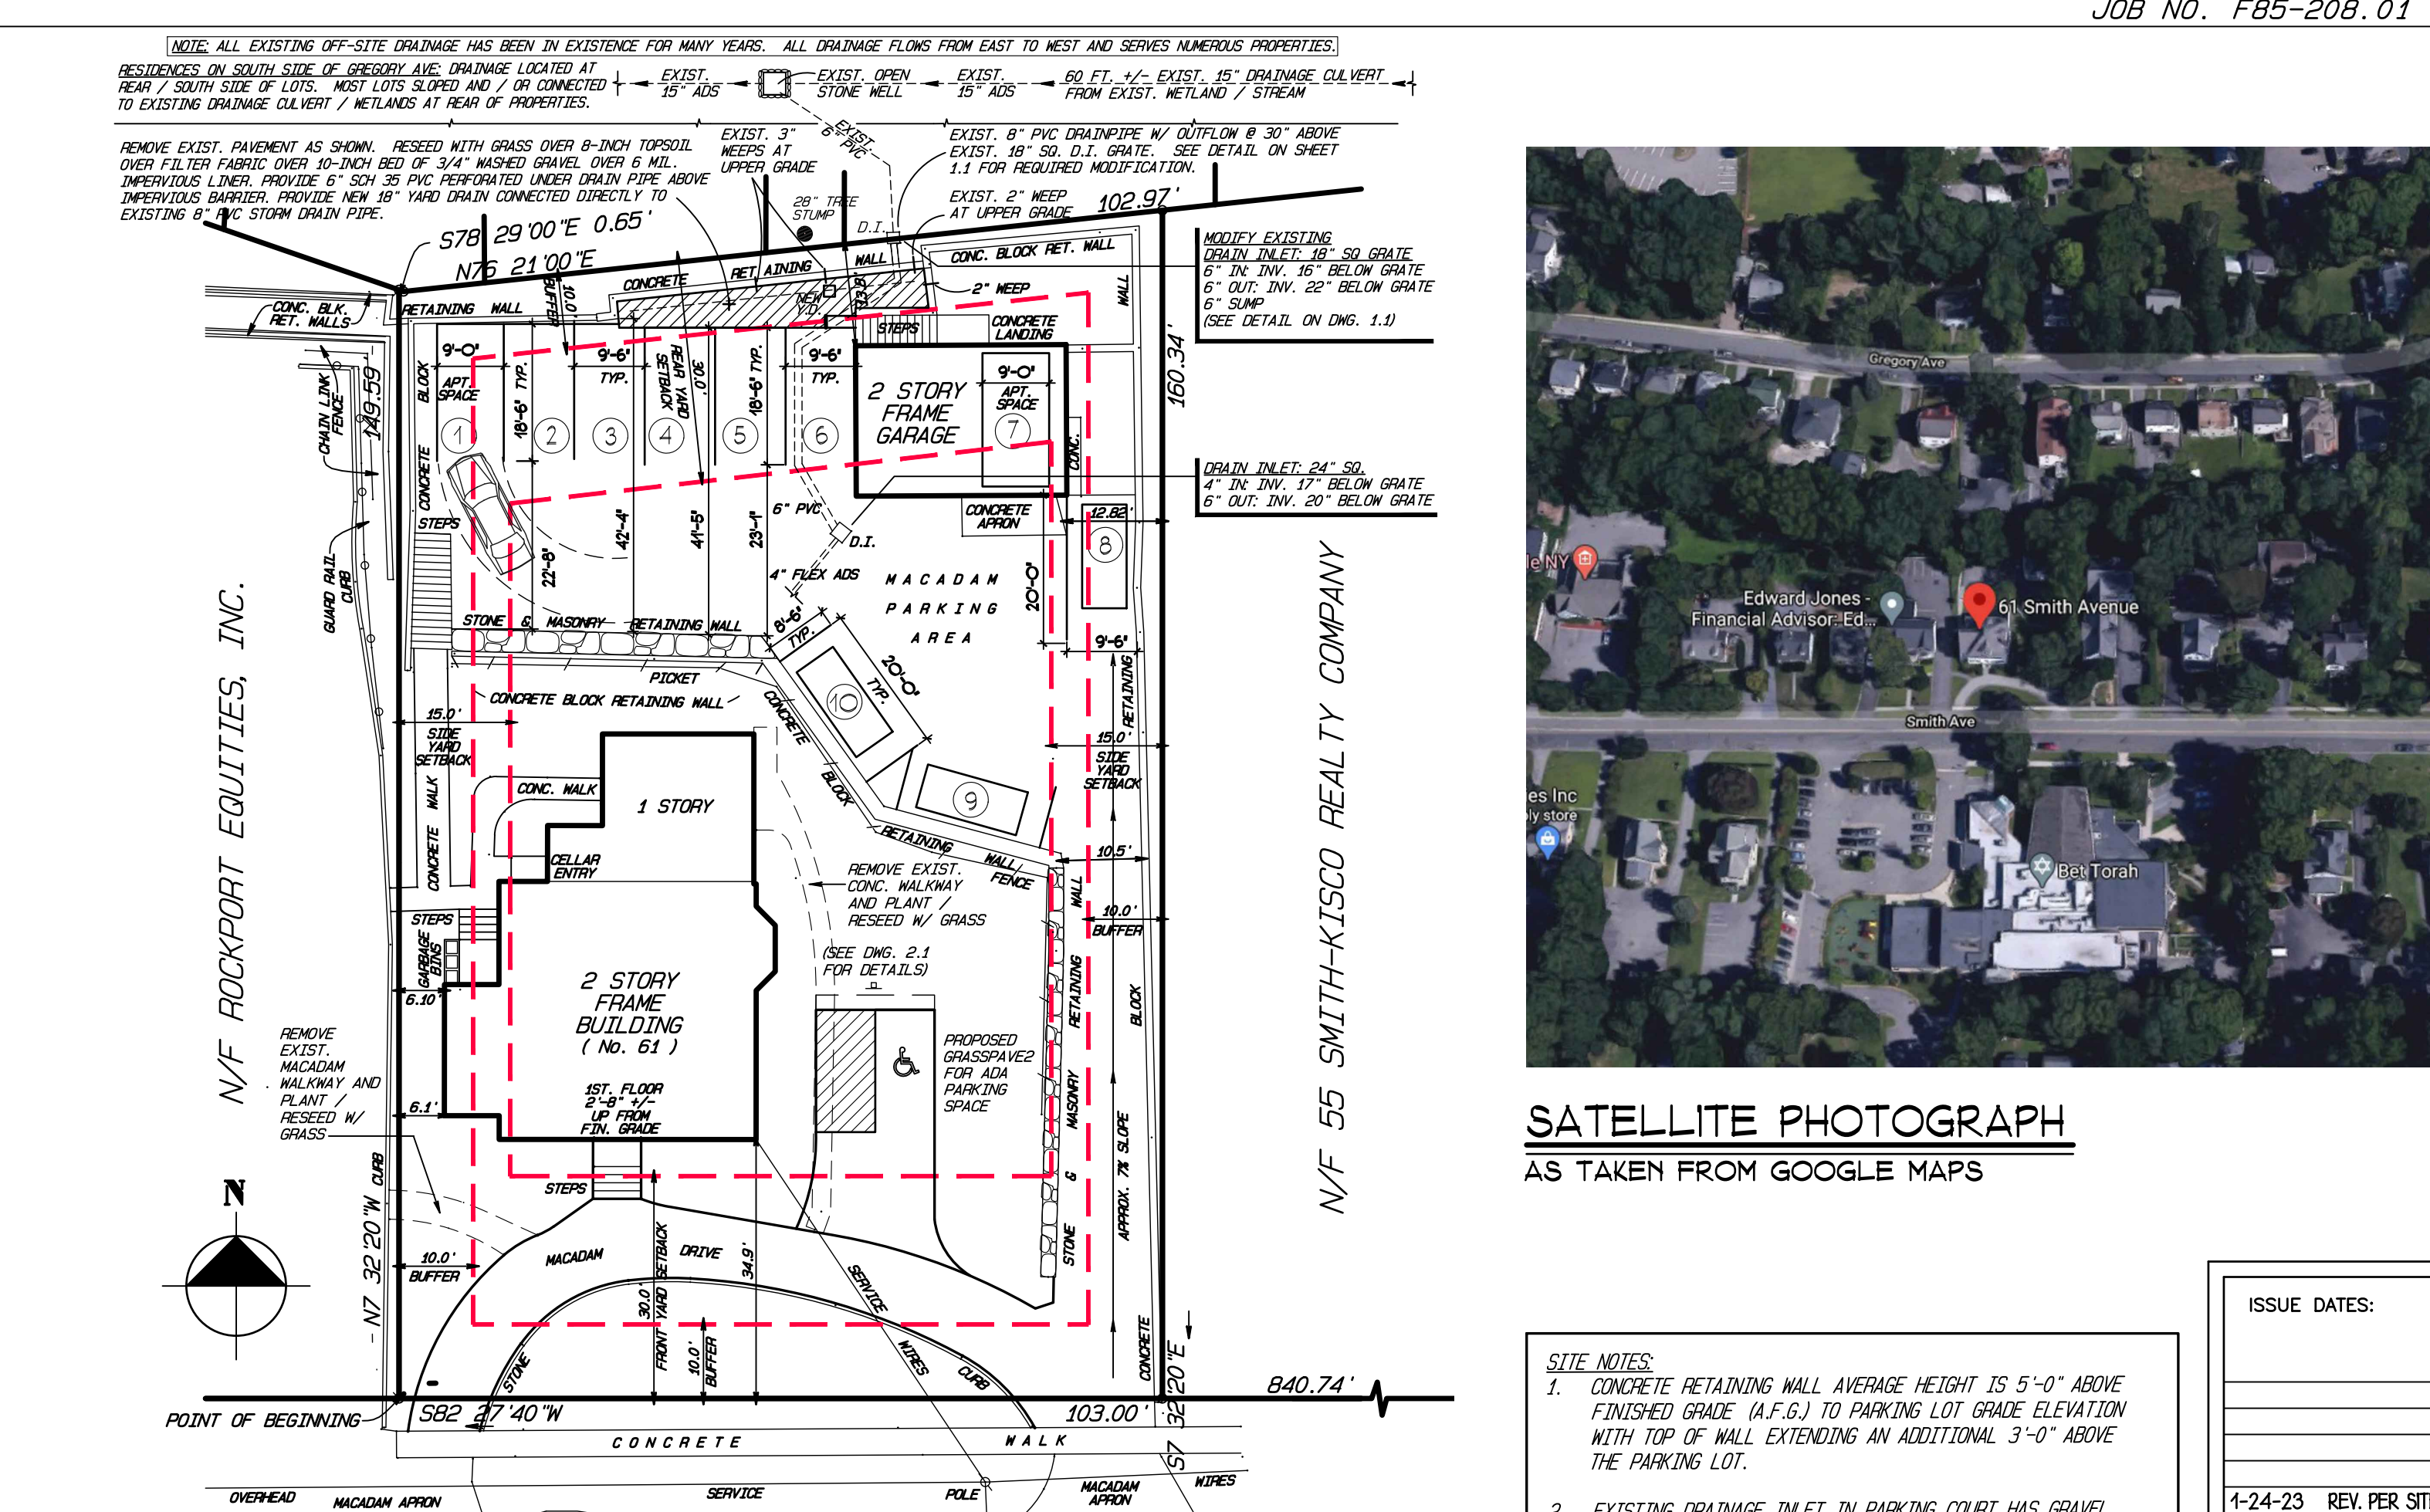 JOB NO. F85-208.01
NOTE: ALL EXISTING OFF-SITE DRAINAGE HAS BEEN IN EXISTENCE FOR MANY YEARS. ALL DRAINAGE FLOWS FROM EAST TO WEST AND SERVES NUMEROUS PROPERTIES.
RESIDENCES ON SOUTH SIDE OF GREGORY AVE: DRAINAGE LOCATED AT
REAR / SOUTH SIDE OF LOTS. MOST LOTS SLOPED AND / OR CONNECTED
TO EXISTING DRAINAGE CULVERT / WETLANDS AT REAR OF PROPERTIES.
EXIST.
15" ADS
EXIST. OPEN
STONE WELL
EXIST.
15" ADS
60 FT. +/- EXIST. 15" DRAINAGE CULVERT
FROM EXIST. WETLAND / STREAM
REMOVE EXIST. PAVEMENT AS SHOWN. RESEED WITH GRASS OVER 8-INCH TOPSOIL
OVER FILTER FABRIC OVER 10-INCH BED OF 3/4" WASHED GRAVEL OVER 6 MIL.
IMPERVIOUS LINER. PROVIDE 6" SCH 35 PVC PERFORATED UNDER DRAIN PIPE ABOVE
IMPERVIOUS BARRIER. PROVIDE NEW 18" YARD DRAIN CONNECTED DIRECTLY TO
EXISTING 8" PVC STORM DRAIN PIPE.
EXIST. 3"
WEEPS AT
UPPER GRADE
EXIST.
6" PVC
EXIST. 8" PVC DRAINPIPE W/ OUTFLOW @ 30" ABOVE
EXIST. 18" SQ. D.I. GRATE. SEE DETAIL ON SHEET
1.1 FOR REQUIRED MODIFICATION.
EXIST. 2" WEEP
AT UPPER GRADE
102.97'
28" TREE
STUMP
D.I.
S78 29'00"E 0.65'
N76 21'00"E
CONC. BLK.
RET. WALLS
RETAINING WALL
BUFFER
10.0'
CONCRETE
RETAINING
WALL
CONC. BLOCK RET. WALL
WALL
NEW
Y.D.
13.8'
2" WEEP
STEPS
CONCRETE
LANDING
MODIFY EXISTING
DRAIN INLET: 18" SQ GRATE
6" IN: INV. 16" BELOW GRATE
6" OUT: INV. 22" BELOW GRATE
6" SUMP
(SEE DETAIL ON DWG. 1.1)
160.34'
CHAIN LINK
FENCE
149.59'
BLOCK
CONCRETE
9'-0"
APT.
SPACE
18'-6" TYP.
9'-6"
TYP.
REAR YARD
SETBACK
30.0'
18'-6" TYP.
9'-6"
TYP.
2 STORY
FRAME
GARAGE
9'-0"
APT.
SPACE
CONC.
1
2
3
4
5
6
7
DRAIN INLET: 24" SQ.
4" IN: INV. 17" BELOW GRATE
6" OUT: INV. 20" BELOW GRATE
STEPS
GUARD RAIL
CURB
22'-8"
42'-4"
41'-5"
23'-1"
6" PVC
D.I.
4" FLEX ADS
CONCRETE
APRON
12.82'
8
20'-0"
9'-6"
MACADAM
PARKING
AREA
STONE & MASONRY RETAINING WALL
8'-6"
TYP.
20'-0"
TYP.
10
9
PICKET
CONCRETE BLOCK RETAINING WALL
CONCRETE
BLOCK
RETAINING
WALL
FENCE
N/F ROCKPORT EQUITIES, INC.
15.0'
SIDE
YARD
SETBACK
CONCRETE WALK
CONC. WALK
1 STORY
CELLAR
ENTRY
RETAINING
15.0'
SIDE
YARD
SETBACK
10.5'
WALL
10.0'
BUFFER
REMOVE EXIST.
CONC. WALKWAY
AND PLANT /
RESEED W/ GRASS
(SEE DWG. 2.1
FOR DETAILS)
STEPS
GARBAGE
BINS
6.10'
2 STORY
FRAME
BUILDING
( No. 61 )
1ST. FLOOR
2'-8" +/-
UP FROM
FIN. GRADE
PROPOSED
GRASSPAVE2
FOR ADA
PARKING
SPACE
RETAINING
MASONRY
&
STONE
BLOCK
APPROX. 7% SLOPE
CONCRETE
N/F 55 SMITH-KISCO REALTY COMPANY
REMOVE
EXIST.
MACADAM
WALKWAY AND
PLANT /
RESEED W/
GRASS
6.1'
CURB
N7 32'20"W
N
STEPS
MACADAM
DRIVE
10.0'
BUFFER
30.0'
FRONT YARD SETBACK
10.0'
BUFFER
34.9'
SERVICE
WIRES
STONE
CURB
POINT OF BEGINNING
S82 27'40"W
103.00'
S7 32'20"E
840.74'
CONCRETE
WALK
OVERHEAD
MACADAM APRON
SERVICE
POLE
MACADAM
APRON
WIRES
Gregory Ave
le NY
Edward Jones -
Financial Advisor: Ed...
61 Smith Avenue
Smith Ave
es Inc
ly store
Bet Torah
SATELLITE PHOTOGRAPH
AS TAKEN FROM GOOGLE MAPS
SITE NOTES:
1. CONCRETE RETAINING WALL AVERAGE HEIGHT IS 5'-0" ABOVE
FINISHED GRADE (A.F.G.) TO PARKING LOT GRADE ELEVATION
WITH TOP OF WALL EXTENDING AN ADDITIONAL 3'-0" ABOVE
THE PARKING LOT.
2. EXISTING DRAINAGE INLET IN PARKING COURT HAS GRAVEL
ISSUE DATES:
1-24-23 REV. PER SIT